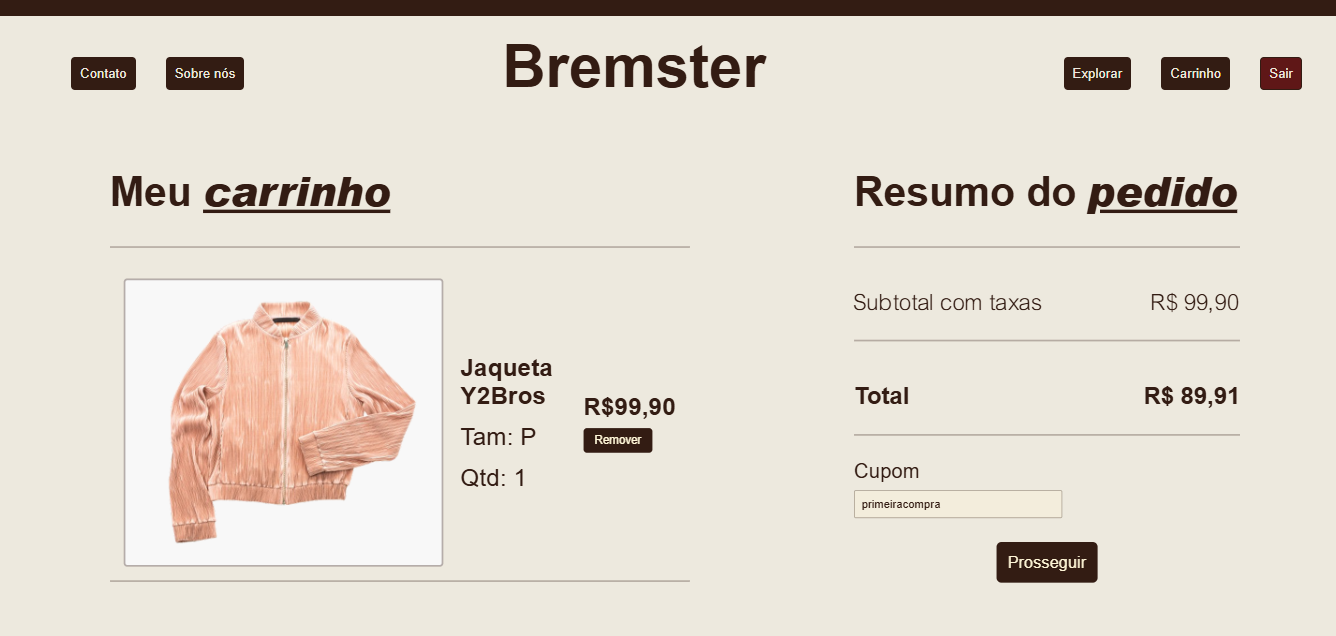 Contato
Sobre nós
Bremster
Explorar
Carrinho
Sair
Meu carrinho
Jaqueta
Y2Bros
Tam: P
Qtd: 1
R$99,90
Remover
Resumo do pedido
Subtotal com taxas R$ 99,90
Total R$ 89,91
Cupom
primeiracompra
Prosseguir